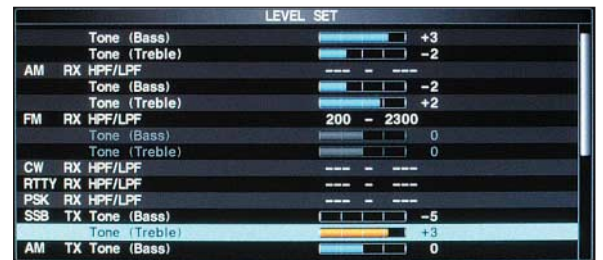 LEVEL SET
Tone (Bass) +3
Tone (Treble) -2
AM RX HPF/LPF --- - ---
Tone (Bass) -2
Tone (Treble) +2
FM RX HPF/LPF 200 - 2300
Tone (Bass) 0
Tone (Treble) 0
CW RX HPF/LPF --- - ---
RTTY RX HPF/LPF --- - ---
PSK RX HPF/LPF --- - ---
SSB TX Tone (Bass) -5
Tone (Treble) +3
AM TX Tone (Bass) 0